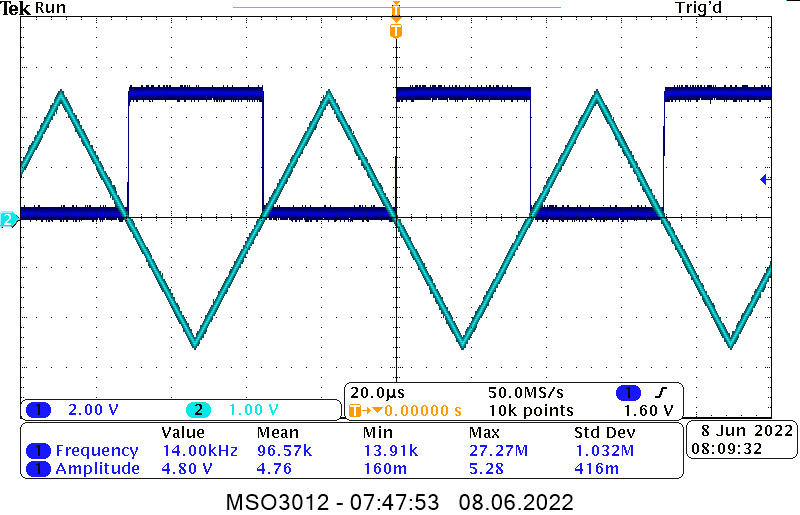 Tek Run Trig'd
T
T
2
20.0µs 50.0MS/s 1
1 2.00 V 2 1.00 V T→▼0.00000 s 10k points 1.60 V
Value Mean Min Max Std Dev 8 Jun 2022
1 Frequency 14.00kHz 96.57k 13.91k 27.27M 1.032M 08:09:32
1 Amplitude 4.80 V 4.76 160m 5.28 416m
MSO3012 - 07:47:53 08.06.2022